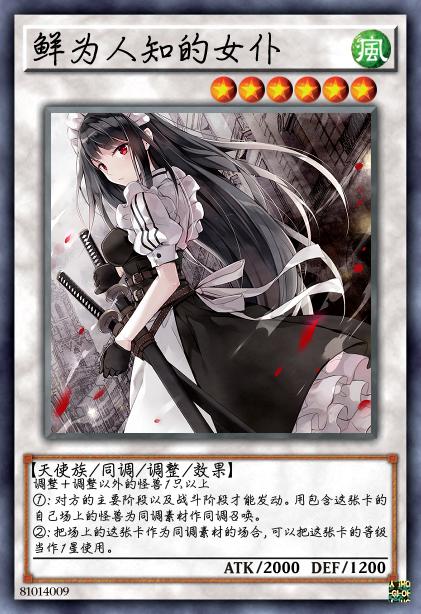 鲜为人知的女仆
風
【天使族/同调/调整/效果】
调整＋调整以外的怪兽1只以上
①：对方的主要阶段以及战斗阶段才能发动。用包含这张卡的
自己场上的怪兽为同调素材作同调召唤。
②：把场上的这张卡作为同调素材的场合，可以把这张卡的等级
当作1星使用。
ATK/2000 DEF/1200
81014009